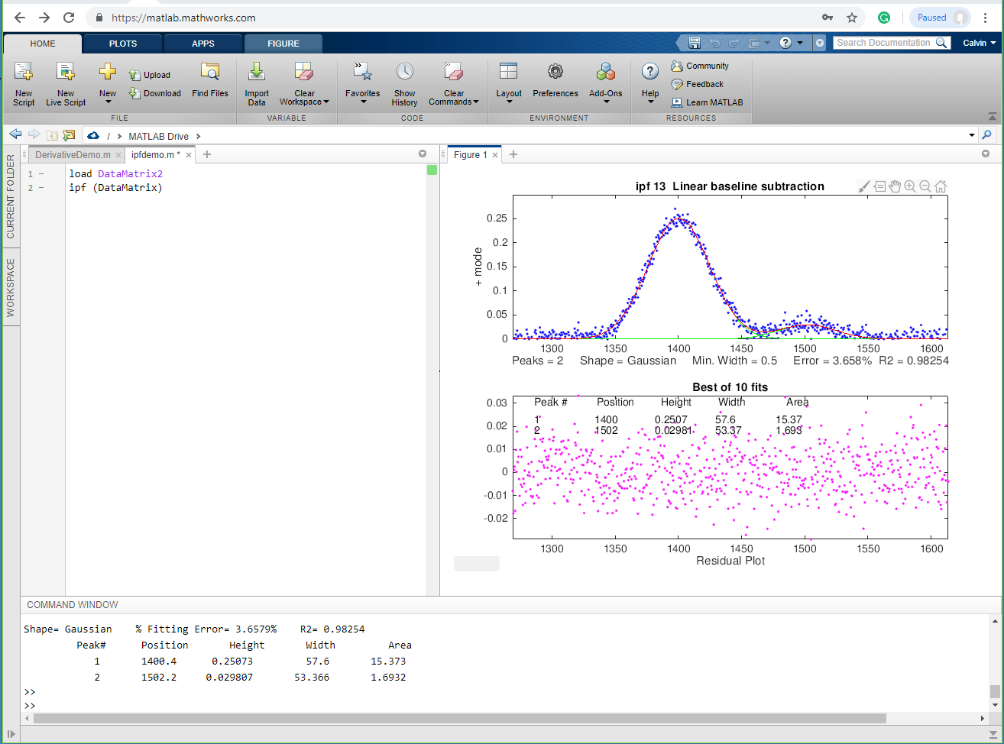 https://matlab.mathworks.com
Paused
HOME PLOTS APPS FIGURE
Search Documentation
Calvin
New Script
New Live Script
New
Upload
Download
Find Files
Import Data
Clear Workspace
Favorites
Show History
Clear Commands
Layout
Preferences
Add-Ons
Help
Community
Feedback
Learn MATLAB
FILE VARIABLE CODE ENVIRONMENT RESOURCES
/ > MATLAB Drive >
CURRENT FOLDER
WORKSPACE
DerivativeDemo.m × ipfdemo.m * × +
1 – load DataMatrix2
2 – ipf (DataMatrix)
Figure 1 × +
ipf 13 Linear baseline subtraction
+ mode
0.25
0.2
0.15
0.1
0.05
0
1300 1350 1400 1450 1500 1550 1600
Peaks = 2 Shape = Gaussian Min. Width = 0.5 Error = 3.658% R2 = 0.98254
Best of 10 fits
Peak # Position Height Width Area
1 1400 0.2507 57.6 15.37
2 1502 0.02981 53.37 1.693
0.03
0.02
0.01
0
-0.01
-0.02
1300 1350 1400 1450 1500 1550 1600
Residual Plot
COMMAND WINDOW
Shape= Gaussian % Fitting Error= 3.6579% R2= 0.98254
Peak# Position Height Width Area
1 1400.4 0.25073 57.6 15.373
2 1502.2 0.029807 53.366 1.6932
>>
>>